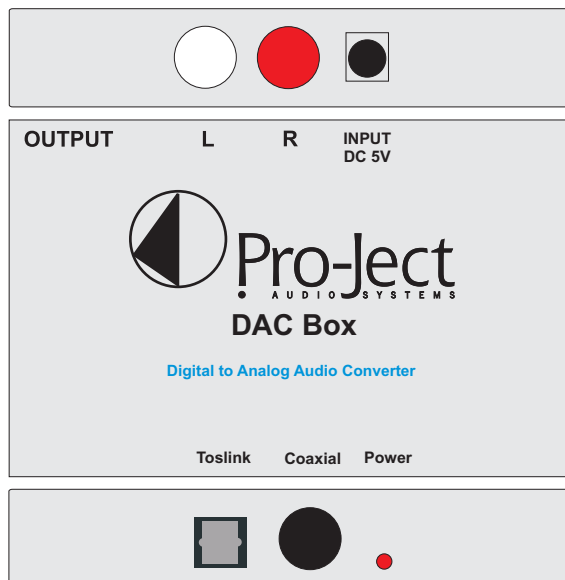 OUTPUT L R INPUT
DC 5V
Pro-Ject
AUDIO SYSTEMS
DAC Box
Digital to Analog Audio Converter
Toslink Coaxial Power